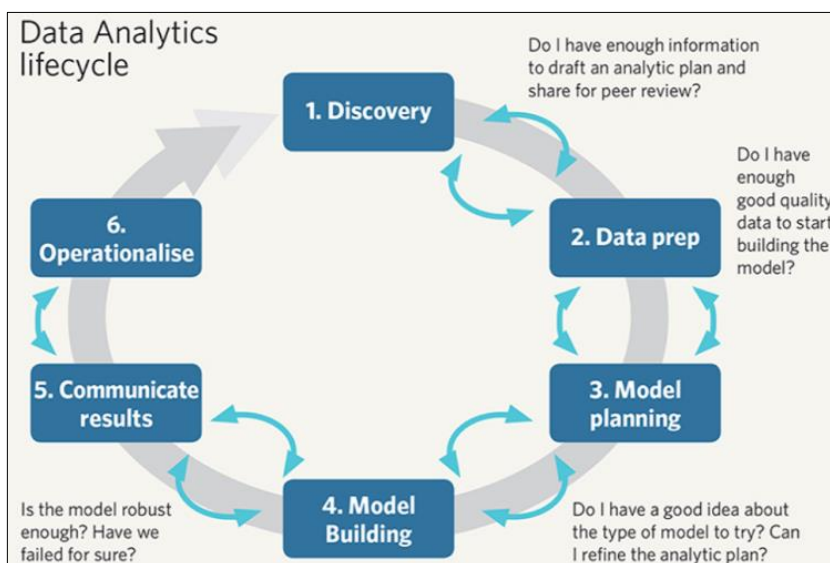 Data Analytics
lifecycle
1. Discovery
Do I have enough information
to draft an analytic plan and
share for peer review?
2. Data prep
Do I have
enough
good quality
data to start
building the
model?
3. Model
planning
Do I have a good idea about
the type of model to try? Can
I refine the analytic plan?
4. Model
Building
Is the model robust
enough? Have we
failed for sure?
5. Communicate
results
6.
Operationalise